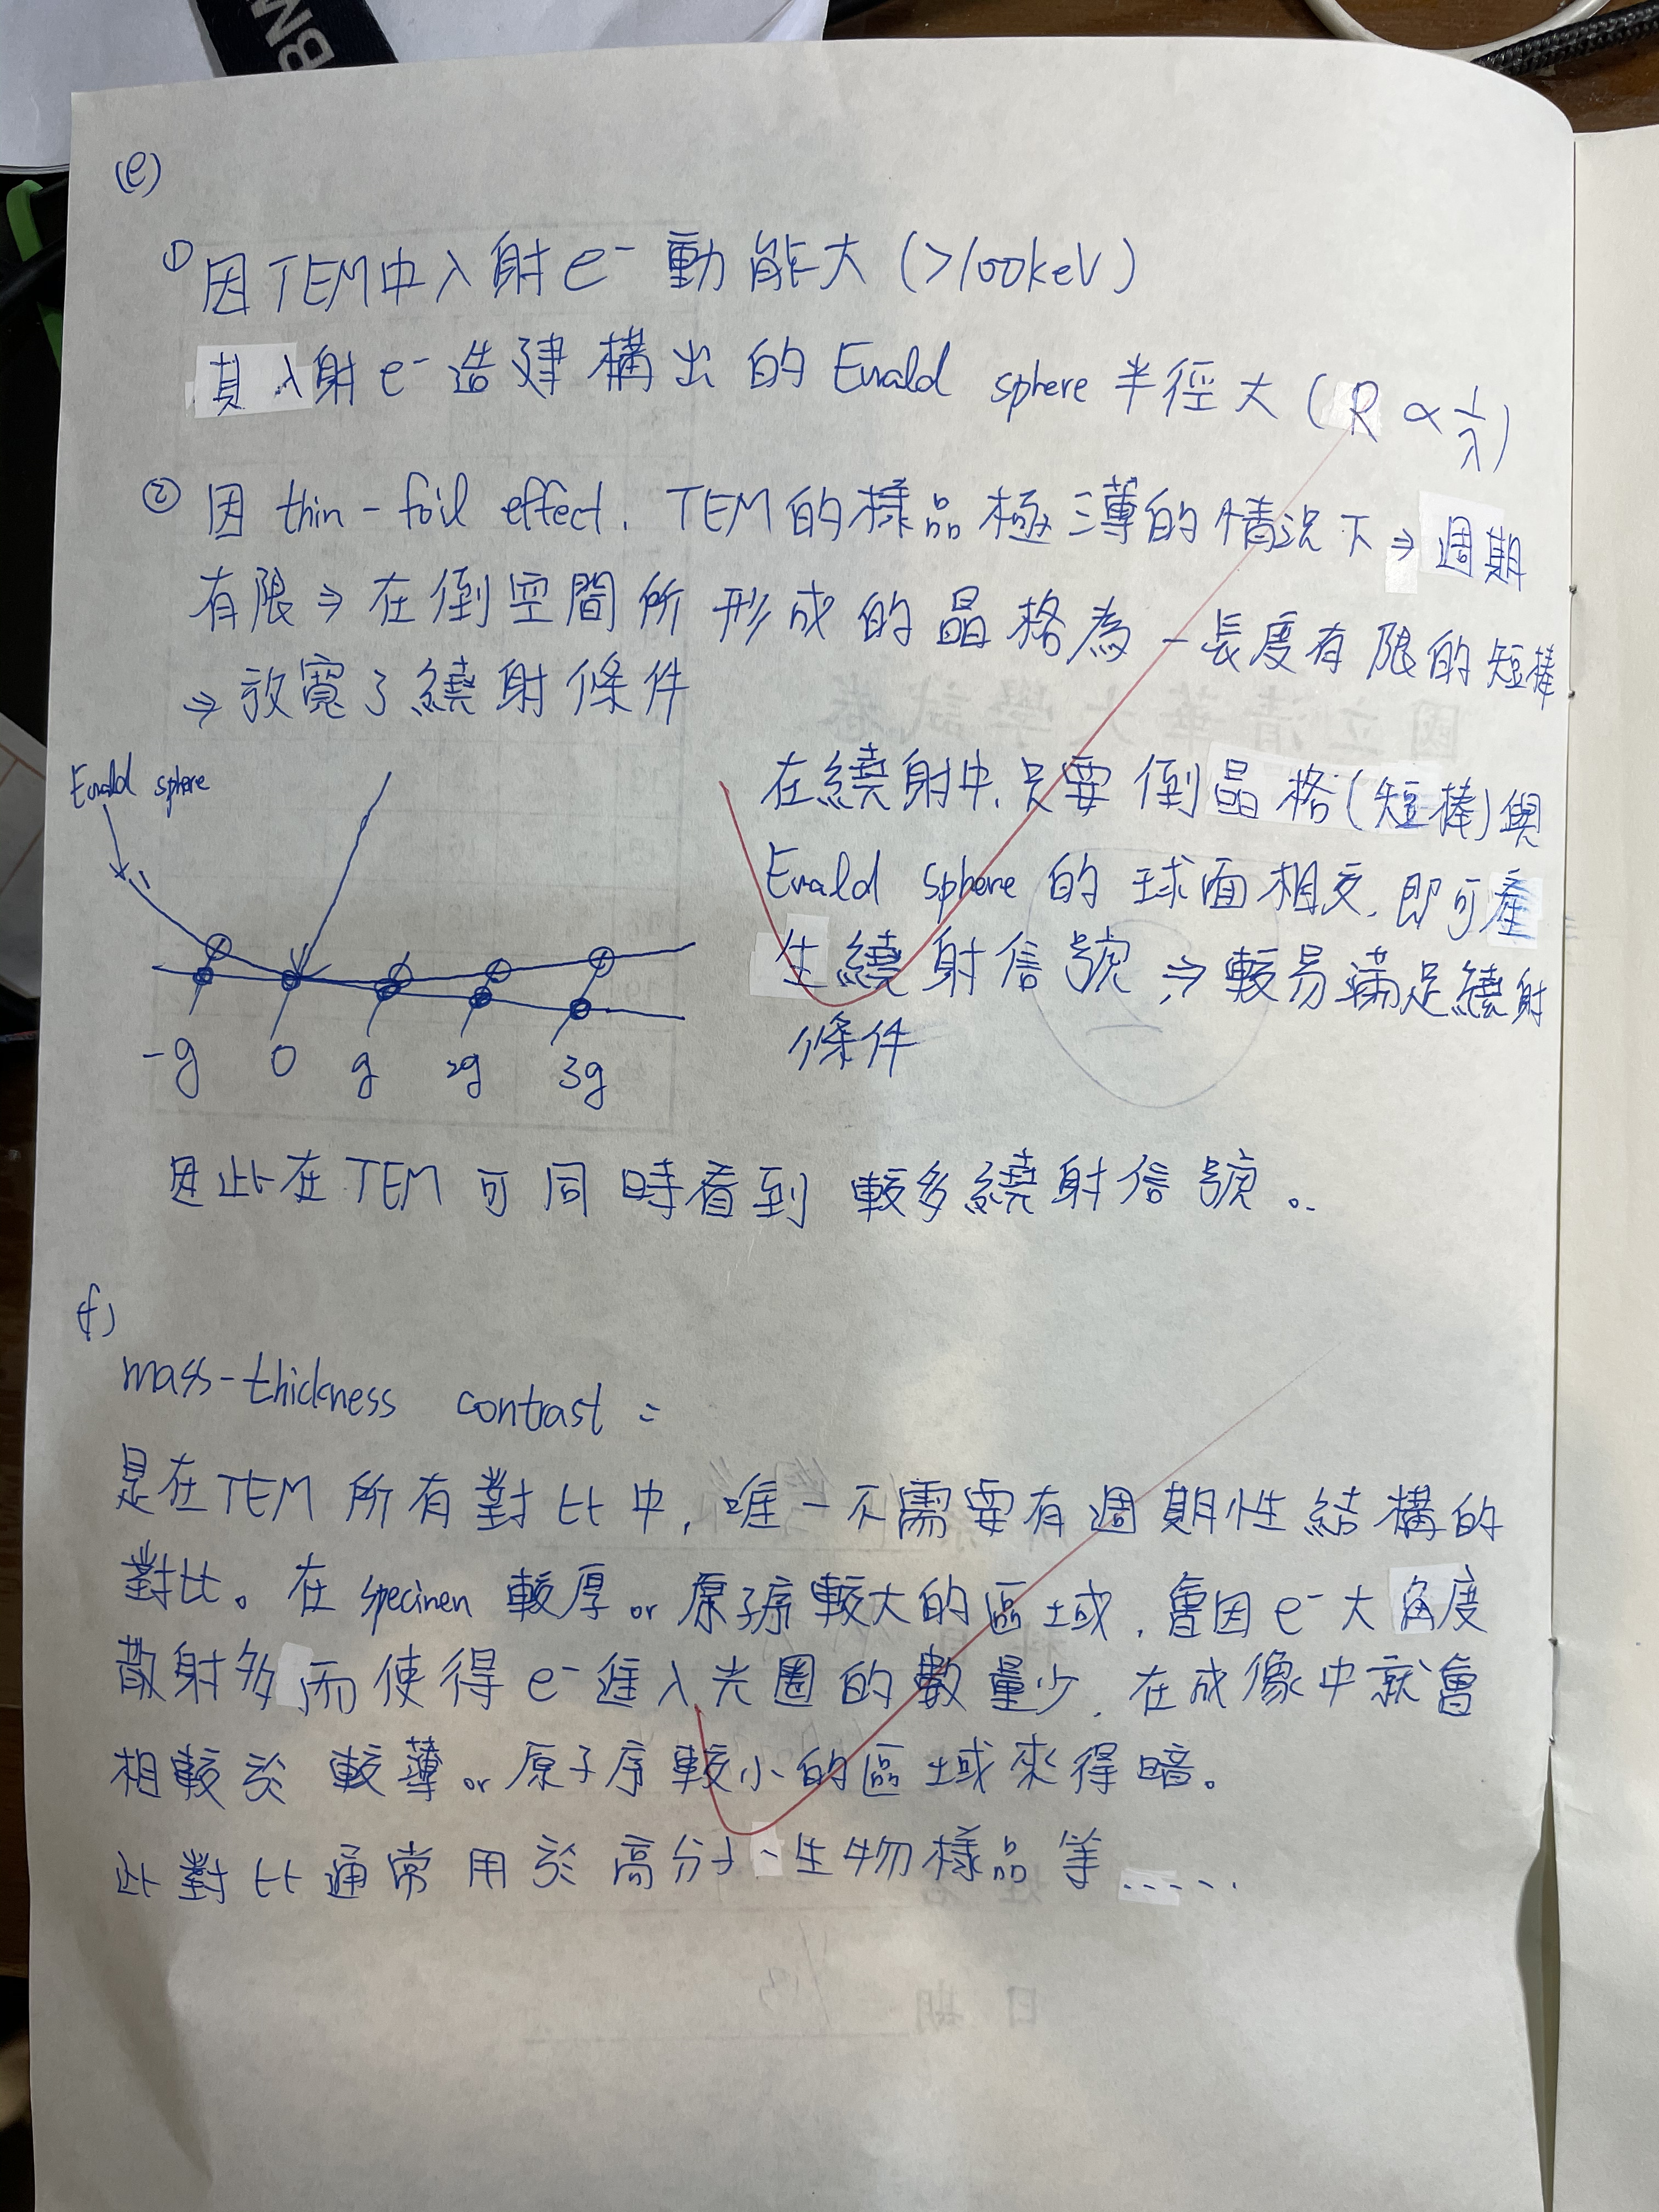 BM
(e)
① 因TEM中入射e⁻動能大(>100keV)
其入射e⁻造建構出的Ewald sphere半徑大(R ∝ 1/λ)
② 因thin-foil effect. TEM的樣品極薄的情況下⇒週期
有限⇒在倒空間所形成的晶格為一長度有限的短棒
⇒放寬了繞射條件
Ewald sphere
在繞射中,只要倒晶格(短棒)與
Ewald sphere的球面相交,即可產
生繞射信號⇒較易滿足繞射
條件
-g 0 g 2g 3g
因此在TEM可同時看到較多繞射信號。
(f)
mass-thickness contrast =
是在TEM所有對比中,唯一不需要有週期性結構的
對比。在specimen較厚or原子序較大的區域,會因e⁻大角度
散射多而使得e⁻進入光圈的數量少,在成像中就會
相較於較薄or原子序較小的區域來得暗。
此對比通常用於高分子、生物樣品等……
國立清華大學試卷
日期